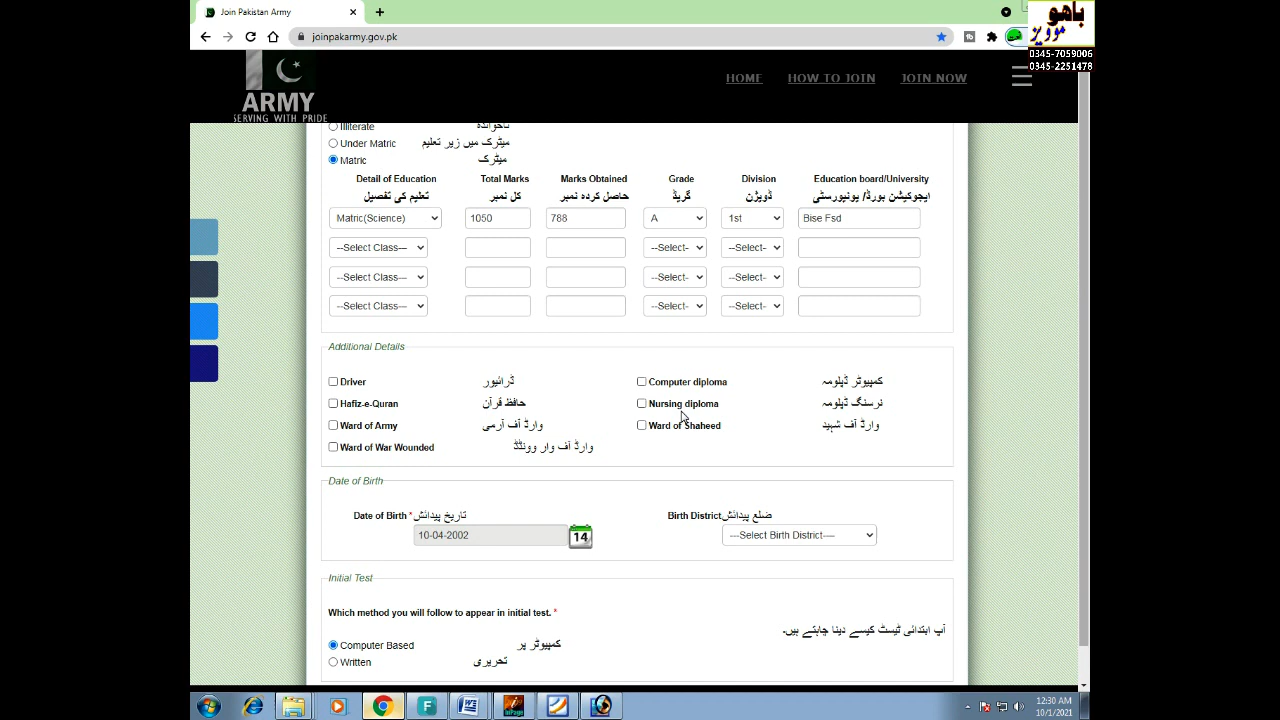 Join Pakistan Army
joinpakarmy.gov.pk
باھو
موویز
0345-7059006
0345-2251478
ARMY
SERVING WITH PRIDE
HOME HOW TO JOIN JOIN NOW
Illiterate ناخواندہ
Under Matric میٹرک میں زیر تعلیم
Matric میٹرک
Detail of Education Total Marks Marks Obtained Grade Division Education board/University
تعلیم کی تفصیل کل نمبر حاصل کردہ نمبر گریڈ ڈویژن ایجوکیشن بورڈ/ یونیورسٹی
Matric(Science) 1050 788 A 1st Bise Fsd
--Select Class--- --Select- --Select-
--Select Class--- --Select- --Select-
--Select Class--- --Select- --Select-
Additional Details
Driver ڈرائیور Computer diploma کمپیوٹر ڈپلومہ
Hafiz-e-Quran حافظ قرآن Nursing diploma نرسنگ ڈپلومہ
Ward of Army وارڈ آف آرمی Ward of Shaheed وارڈ آف شہید
Ward of War Wounded وارڈ آف وار وونڈڈ
Date of Birth
Date of Birth * تاریخ پیدائش Birth District ضلع پیدائش
10-04-2002 14 ---Select Birth District----
Initial Test
Which method you will follow to appear in initial test. *
آپ ابتدائی ٹیسٹ کیسے دینا چاہتے ہیں۔
Computer Based کمپیوٹر پر
Written تحریری
12:30 AM
10/1/2021